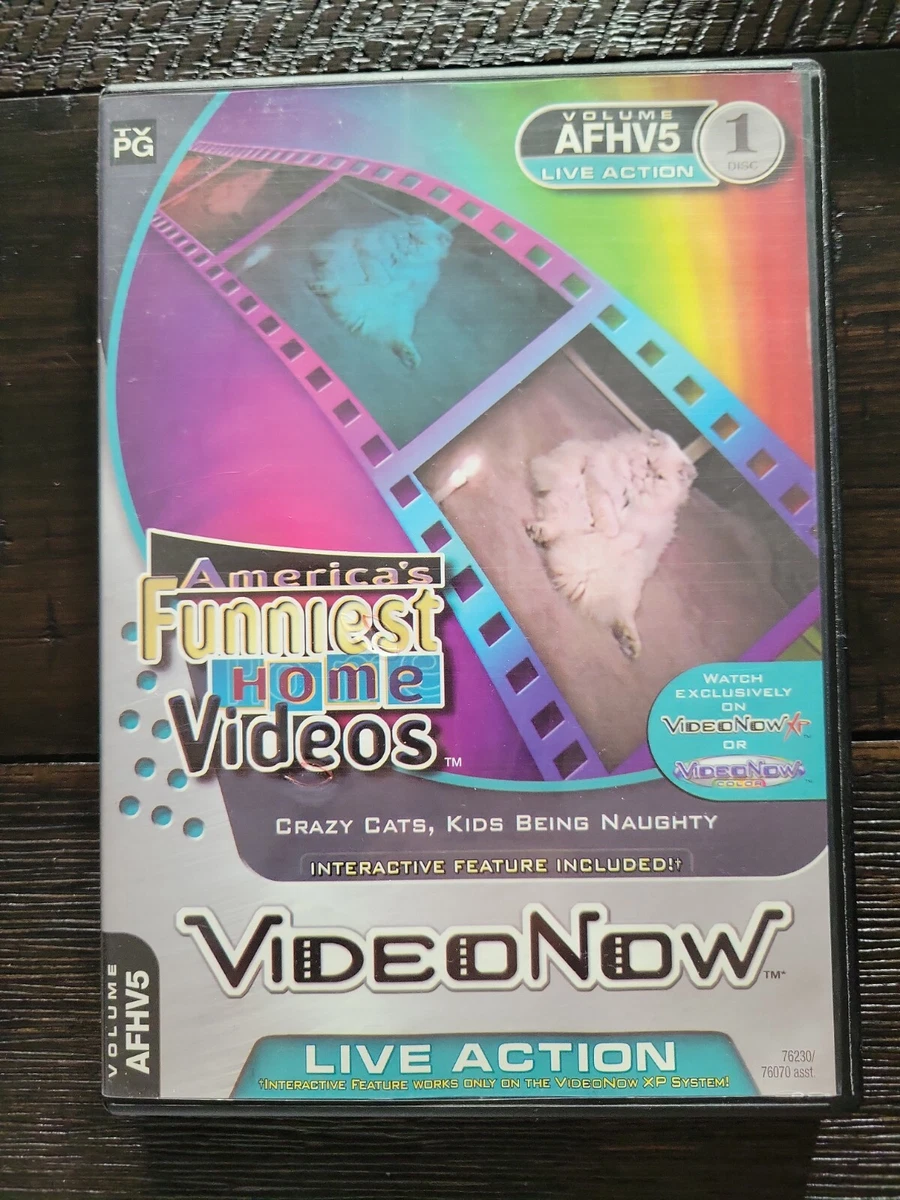 TV
PG
VOLUME
AFHV5
LIVE ACTION
1
DISC
America's
Funniest
Home
Videos
TM
WATCH
EXCLUSIVELY
ON
VIDEONOW XP
OR
VIDEONOW
COLOR
CRAZY CATS, KIDS BEING NAUGHTY
INTERACTIVE FEATURE INCLUDED!†
VIDEONOW
TM*
VOLUME
AFHV5
LIVE ACTION
†INTERACTIVE FEATURE WORKS ONLY ON THE VIDEONOW XP SYSTEM!
76230/
76070 asst.